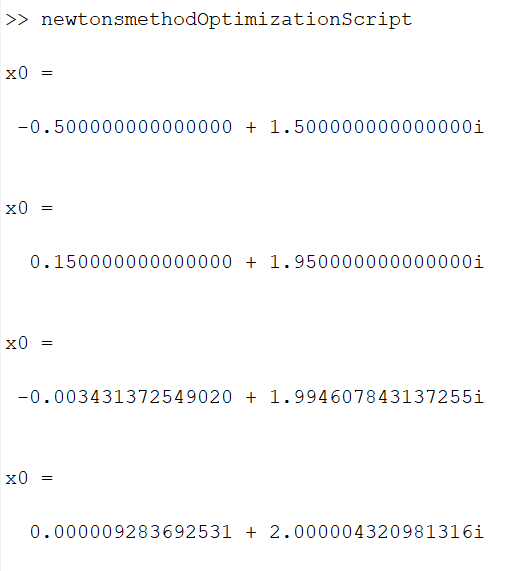 >> newtonsmethodOptimizationScript
x0 =
-0.500000000000000 + 1.500000000000000i
x0 =
0.150000000000000 + 1.950000000000000i
x0 =
-0.003431372549020 + 1.994607843137255i
x0 =
0.000009283692531 + 2.000004320981316i